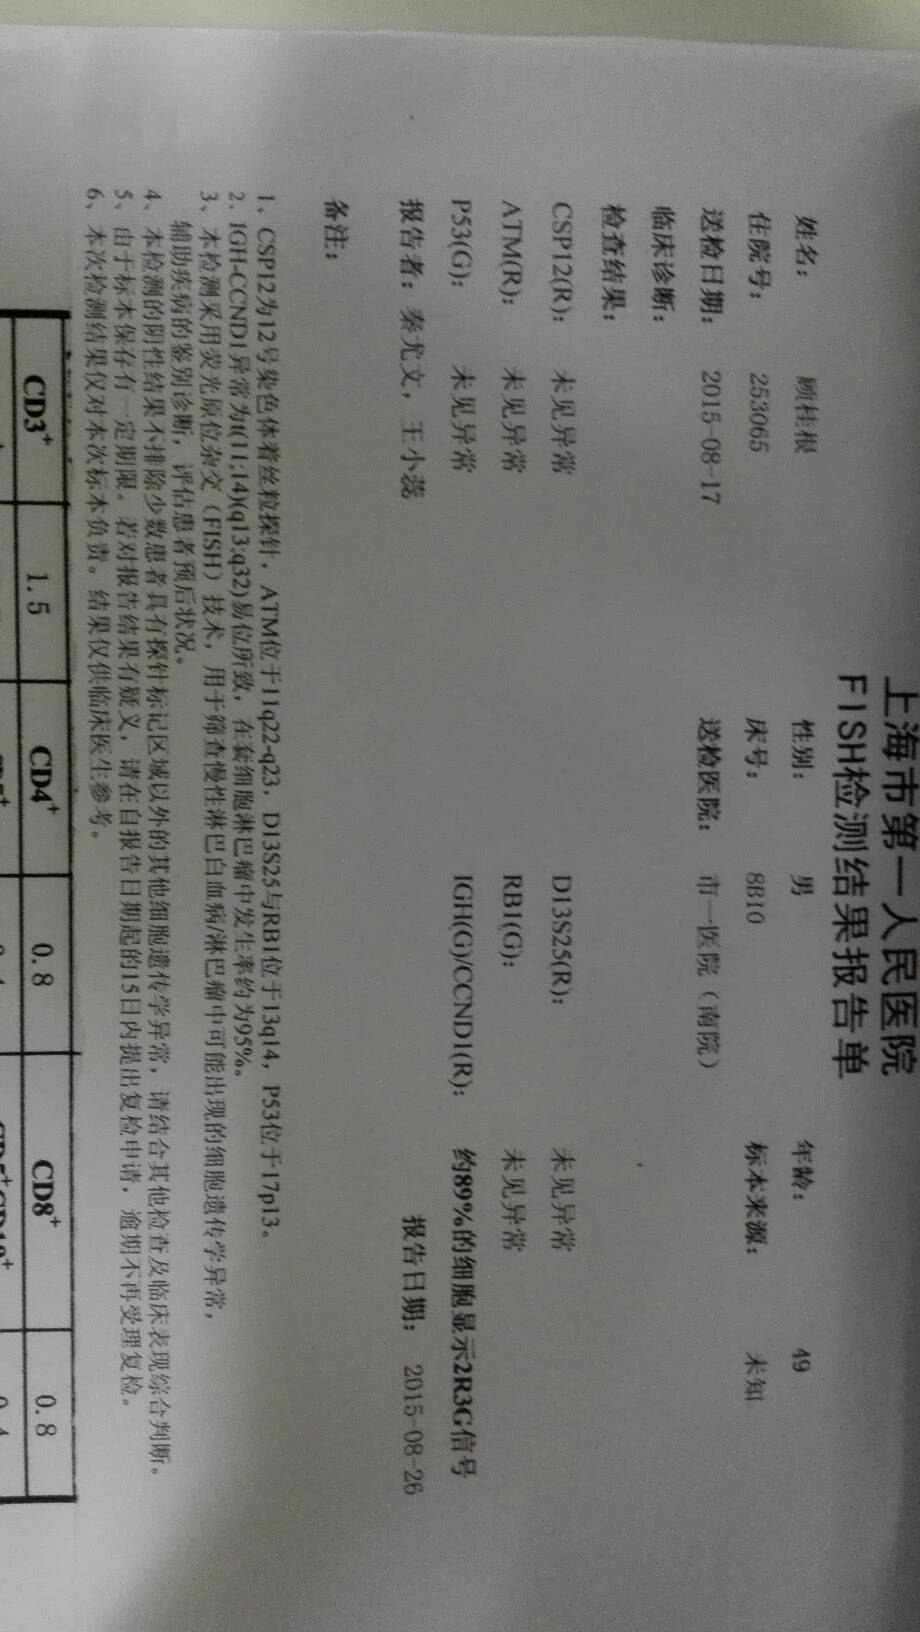 上海市第一人民医院
FISH检测结果报告单
姓名： 顾桂根 性别： 男 年龄： 49
住院号： 253065 床号： 8B10 标本来源： 未知
送检日期： 2015-08-17 送检医院： 市一医院（南院）
临床诊断：
检查结果：
CSP12(R)： 未见异常 D13S25(R)： 未见异常
ATM(R)： 未见异常 RB1(G)： 未见异常
P53(G)： 未见异常 IGH(G)/CCND1(R)： 约89%的细胞显示2R3G信号
报告者：秦尤文，王小蕊 报告日期： 2015-08-26
备注：
1、CSP12为12号染色体着丝粒探针，ATM位于11q22-q23，D13S25与RB1位于13q14，P53位于17p13。
2、IGH-CCND1异常为t(11;14)(q13;q32)易位所致，在套细胞淋巴瘤中发生率约为95%。
3、本检测采用荧光原位杂交（FISH）技术，用于筛查慢性淋巴白血病/淋巴瘤中可能出现的细胞遗传学异常，
辅助疾病的鉴别诊断，评估患者预后状况。
4、本检测的阴性结果不排除少数患者具有探针标记区域以外的其他细胞遗传学异常，请结合其他检查及临床表现综合判断。
5、由于标本保存有一定期限。若对报告结果有疑义，请在自报告日期起的15日内提出复检申请，逾期不再受理复检。
6、本次检测结果仅对本次标本负责。结果仅供临床医生参考。
CD3+ 1.5 CD4+ 0.8 CD8+ 0.8